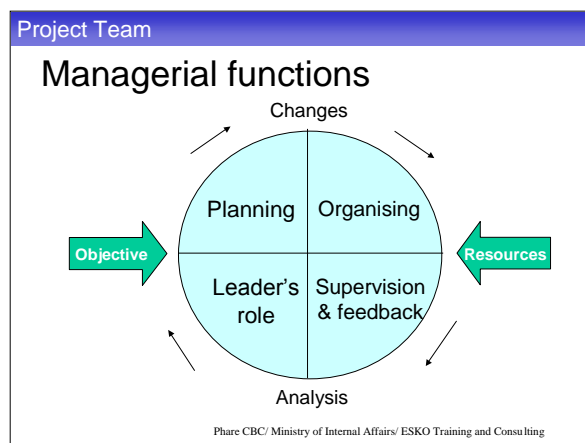 Project Team
Managerial functions
Changes
Planning
Organising
Objective
Resources
Leader's
role
Supervision
& feedback
Analysis
Phare CBC/ Ministry of Internal Affairs/ ESKO Training and Consulting